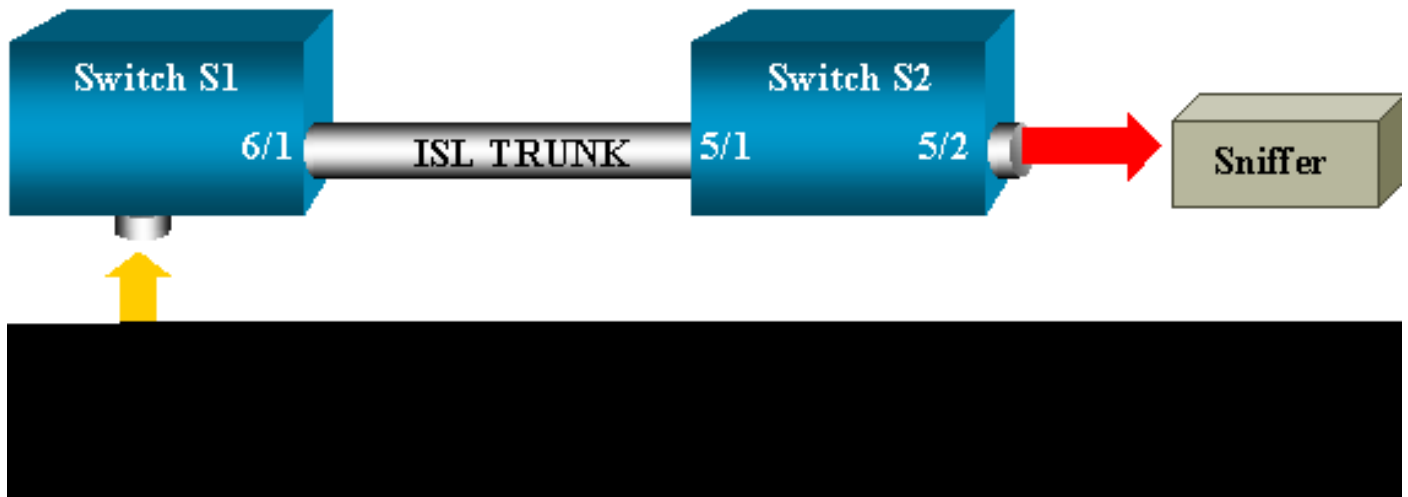 Switch S1
Switch S2
6/1
ISL TRUNK
5/1
5/2
Sniffer